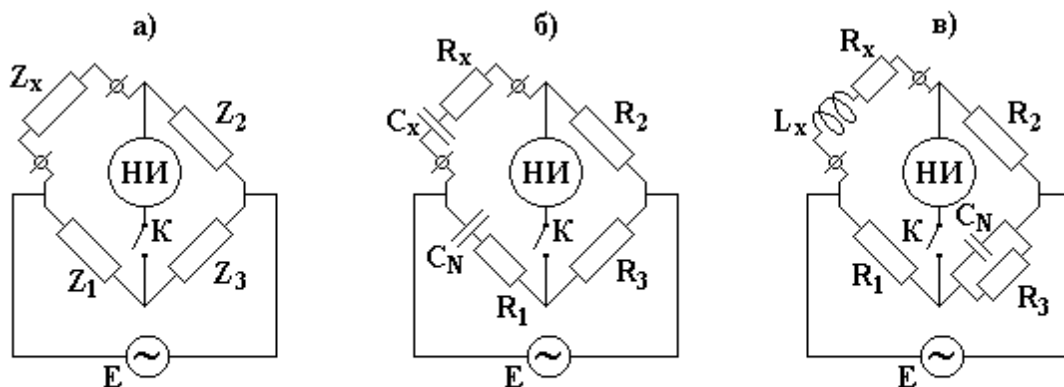 а)
Zx
Z2
НИ
К
Z1
Z3
E
б)
Rx
Cx
R2
НИ
К
CN
R1
R3
E
в)
Rx
Lx
R2
НИ
К
CN
R1
R3
E